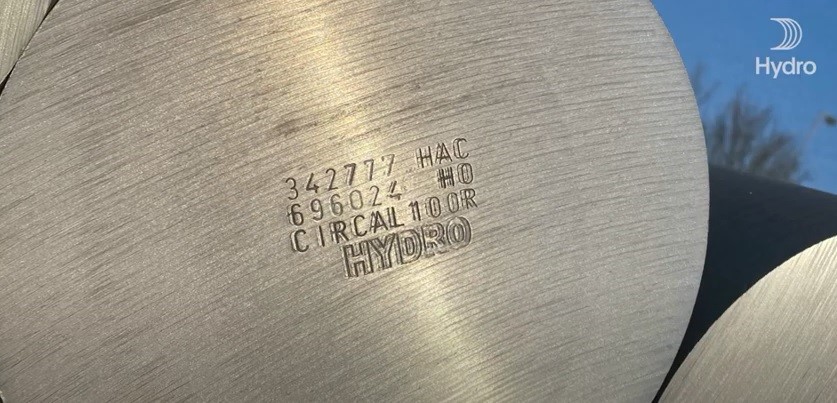 342777 HAC
696024 HO
CIRCAL100R
HYDRO
Hydro